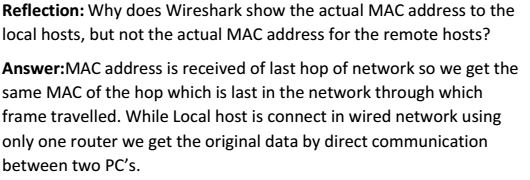 Reflection: Why does Wireshark show the actual MAC address to the
local hosts, but not the actual MAC address for the remote hosts?
Answer:MAC address is received of last hop of network so we get the
same MAC of the hop which is last in the network through which
frame travelled. While Local host is connect in wired network using
only one router we get the original data by direct communication
between two PC’s.